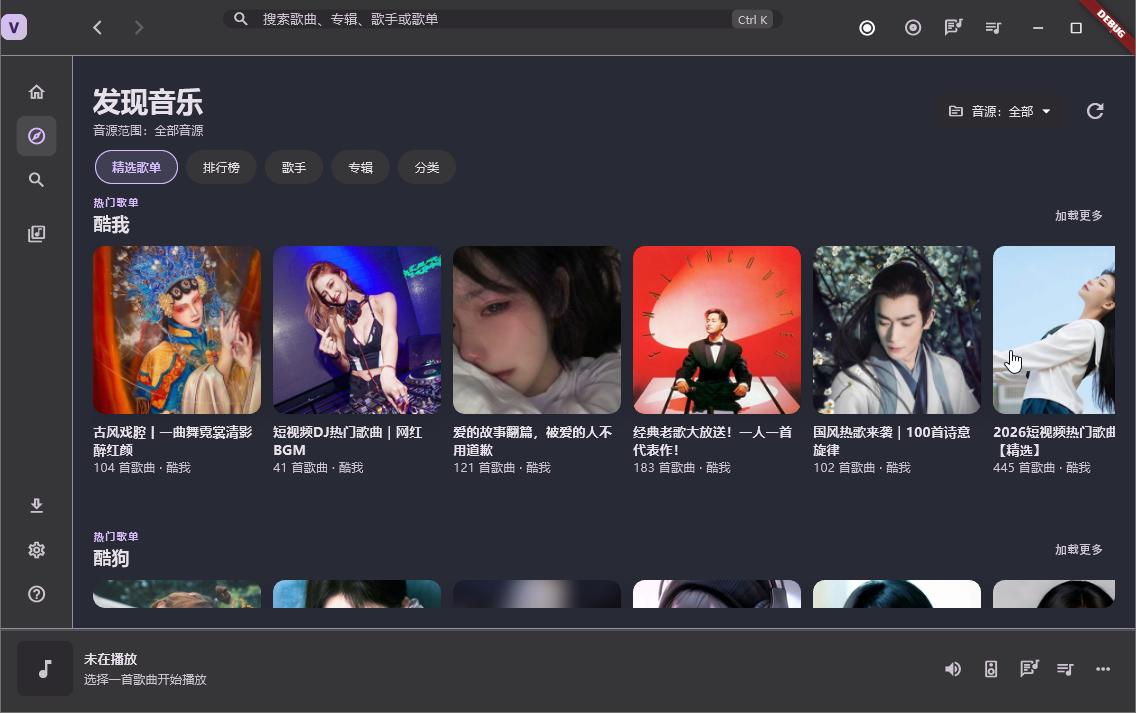 V
搜索歌曲、专辑、歌手或歌单
Ctrl K
DEBUG
发现音乐
音源范围：全部音源
音源：全部
精选歌单
排行榜
歌手
专辑
分类
热门歌单
酷我
加载更多
古风戏腔丨一曲舞霓裳清影
醉红颜
104 首歌曲 · 酷我
短视频DJ热门歌曲｜网红
BGM
41 首歌曲 · 酷我
爱的故事翻篇，被爱的人不
用道歉
121 首歌曲 · 酷我
经典老歌大放送！一人一首
代表作！
183 首歌曲 · 酷我
国风热歌来袭｜100首诗意
旋律
102 首歌曲 · 酷我
2026短视频热门歌曲
【精选】
445 首歌曲 · 酷我
热门歌单
酷狗
加载更多
未在播放
选择一首歌曲开始播放